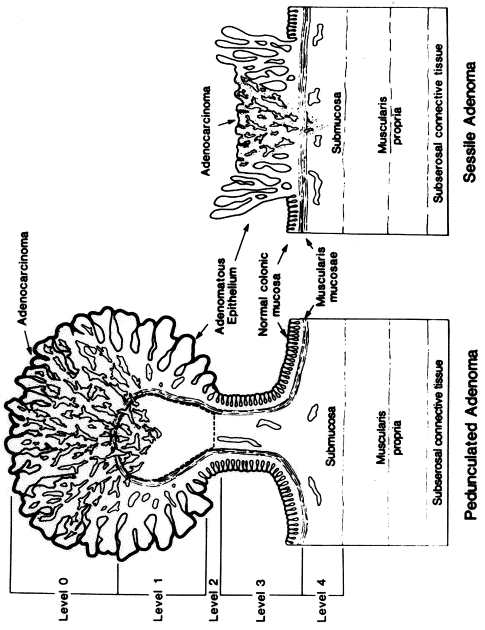 Adenocarcinoma
Adenocarcinoma
Adenomatous
Epithelium
Normal colonic
mucosa
Muscularis
mucosae
Submucosa
Muscularis
propria
Subserosal connective tissue
Submucosa
Muscularis
propria
Subserosal connective tissue
Level 0
Level 1
Level 2
Level 3
Level 4
Pedunculated Adenoma
Sessile Adenoma